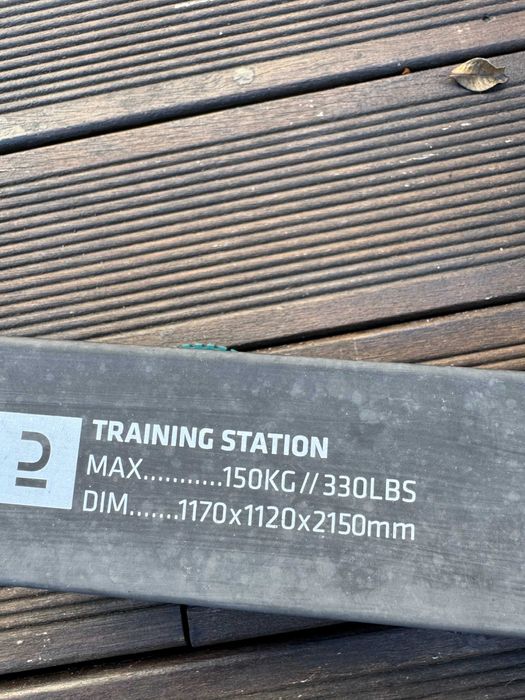 TRAINING STATION
MAX...........150KG//330LBS
DIM.......1170x1120x2150mm